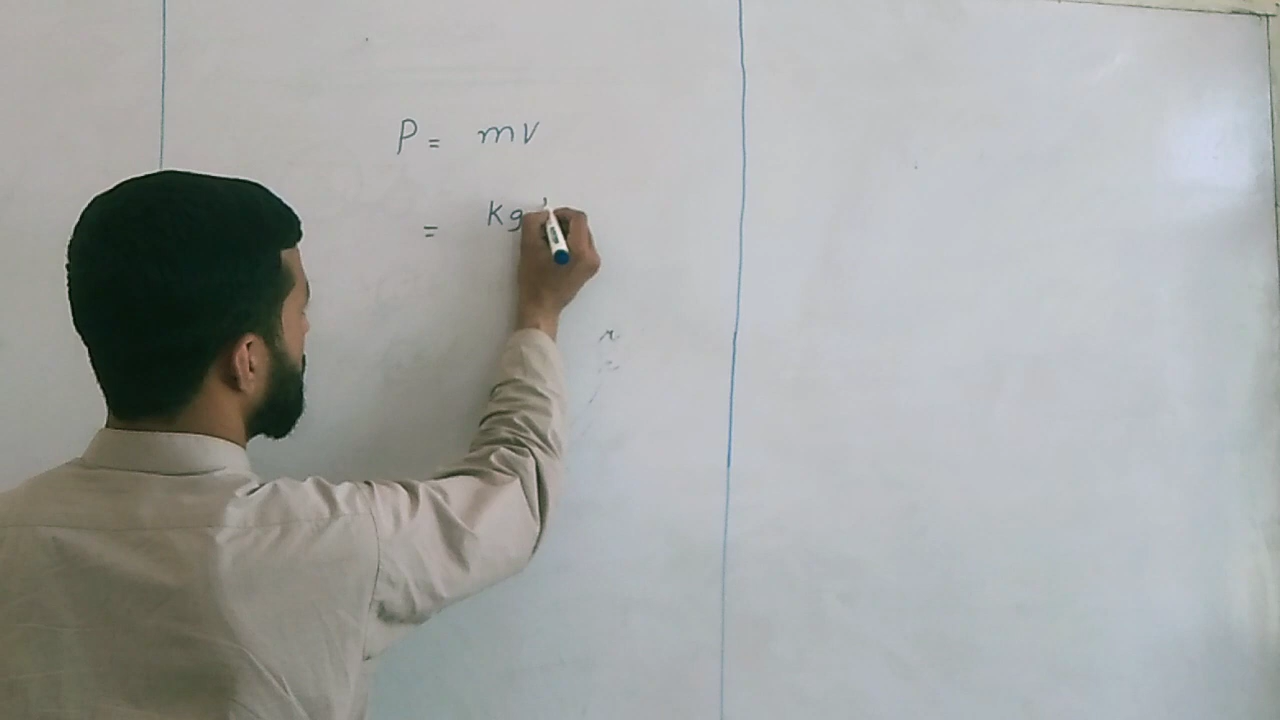 P = mv
= kg